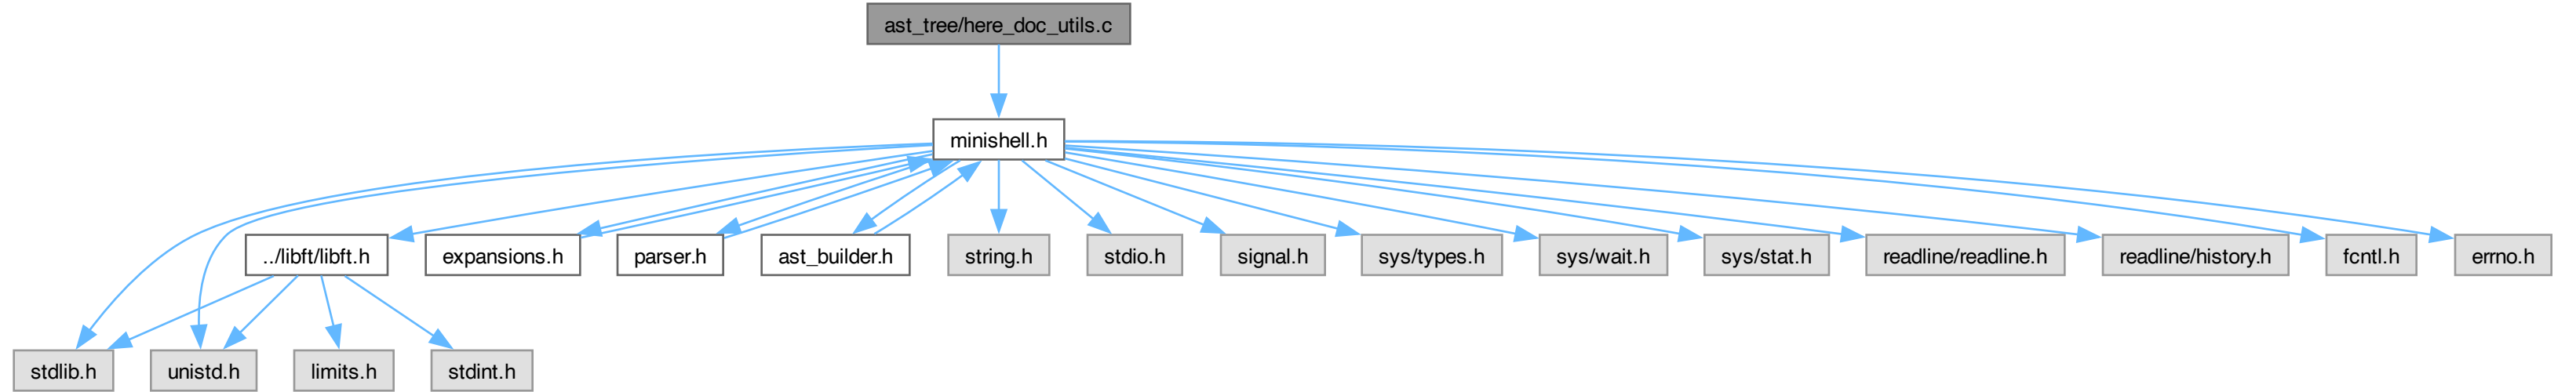 ast_tree/here_doc_utils.c
minishell.h
../libft/libft.h
expansions.h
parser.h
ast_builder.h
string.h
stdio.h
signal.h
sys/types.h
sys/wait.h
sys/stat.h
readline/readline.h
readline/history.h
fcntl.h
errno.h
stdlib.h
unistd.h
limits.h
stdint.h